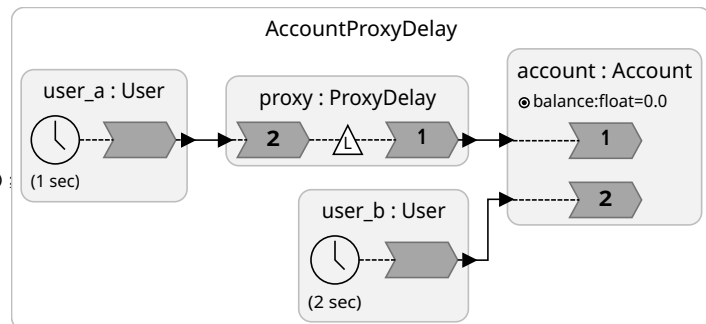 AccountProxyDelay
user_a : User
(1 sec)
proxy : ProxyDelay
2
L
1
account : Account
balance:float=0.0
1
2
user_b : User
(2 sec)